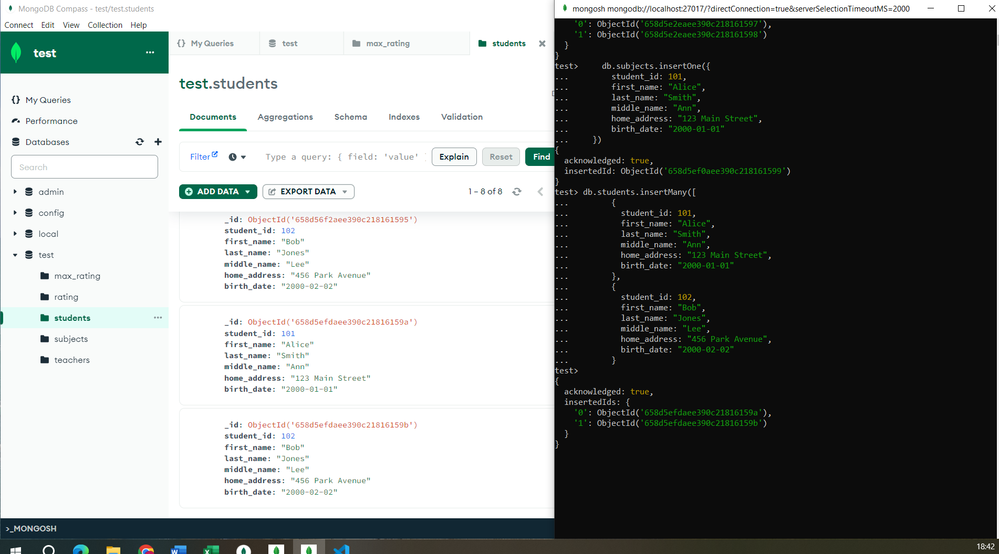 MongoDB Compass - test/test.students
Connect Edit View Collection Help
test ...
{} My Queries
Performance
Databases
Search
admin
config
local
test
max_rating
rating
students ...
subjects
teachers
{} My Queries test max_rating students
test.students
Documents Aggregations Schema Indexes Validation
Filter Type a query: { field: 'value' Explain Reset Find
ADD DATA EXPORT DATA 1 – 8 of 8
_id: ObjectId('658d56f2aee390c218161595')
student_id: 102
first_name: "Bob"
last_name: "Jones"
middle_name: "Lee"
home_address: "456 Park Avenue"
birth_date: "2000-02-02"
_id: ObjectId('658d5efdaee390c21816159a')
student_id: 101
first_name: "Alice"
last_name: "Smith"
middle_name: "Ann"
home_address: "123 Main Street"
birth_date: "2000-01-01"
_id: ObjectId('658d5efdaee390c21816159b')
student_id: 102
first_name: "Bob"
last_name: "Jones"
middle_name: "Lee"
home_address: "456 Park Avenue"
birth_date: "2000-02-02"
>_MONGOSH
mongosh mongodb://localhost:27017/?directConnection=true&serverSelectionTimeoutMS=2000
'0': ObjectId('658d5e2eaee390c218161597'),
'1': ObjectId('658d5e2eaee390c218161598')
}
}
test> db.subjects.insertOne({
... student_id: 101,
... first_name: "Alice",
... last_name: "Smith",
... middle_name: "Ann",
... home_address: "123 Main Street",
... birth_date: "2000-01-01"
... })
{
acknowledged: true,
insertedId: ObjectId('658d5ef0aee390c218161599')
}
test> db.students.insertMany([
... {
... student_id: 101,
... first_name: "Alice",
... last_name: "Smith",
... middle_name: "Ann",
... home_address: "123 Main Street",
... birth_date: "2000-01-01"
... },
... {
... student_id: 102,
... first_name: "Bob",
... last_name: "Jones",
... middle_name: "Lee",
... home_address: "456 Park Avenue",
... birth_date: "2000-02-02"
... }
test>
{
acknowledged: true,
insertedIds: {
'0': ObjectId('658d5efdaee390c21816159a'),
'1': ObjectId('658d5efdaee390c21816159b')
}
}
18:42